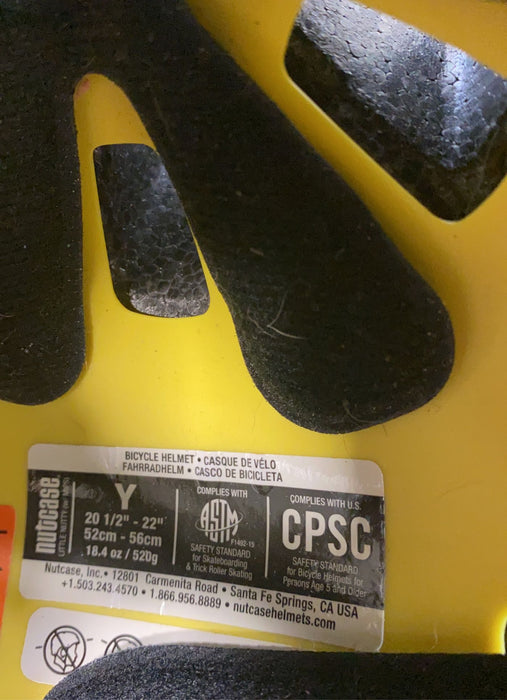 BICYCLE HELMET • CASQUE DE VÉLO
FAHRRADHELM • CASCO DE BICICLETA
nutcase.
LITTLE NUTTY (w/ MIPS)
Y
20 1/2" - 22"
52cm - 56cm
18.4 oz / 520g
COMPLIES WITH
ASTM
F1492-15
SAFETY STANDARD
for Skateboarding
& Trick Roller Skating
COMPLIES WITH U.S.
CPSC
SAFETY STANDARD
for Bicycle Helmets for
Persons Age 5 and Older
Nutcase, Inc. • 12801 Carmenita Road • Santa Fe Springs, CA USA
+1.503.243.4570 • 1.866.956.8889 • nutcasehelmets.com